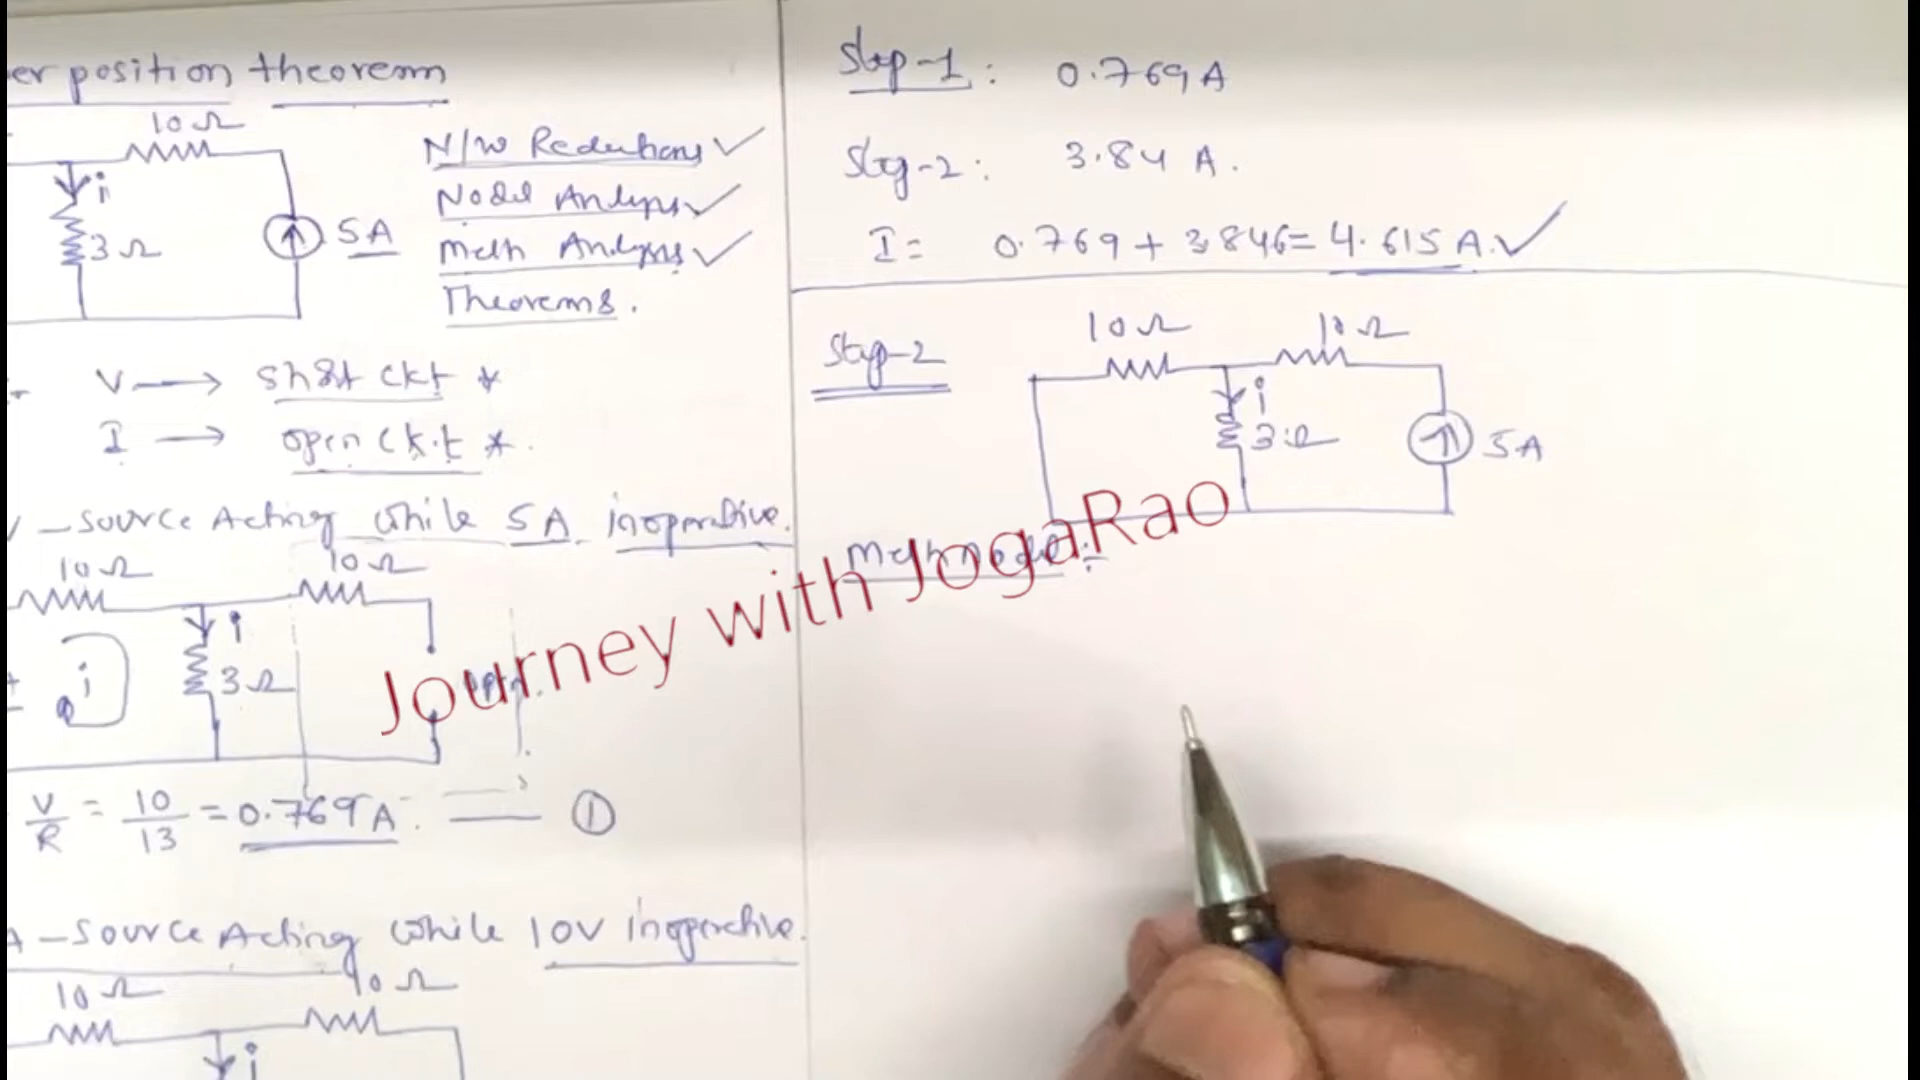 er position theorem
10Ω
i
3Ω
5A
N/W Reductions ✓
Nodal Analysis ✓
Mesh Analysis ✓
Theorems.
V → short ckt *
I → open ckt *.
V - source Acting while 5A inoperative.
10Ω
10Ω
i
i
3Ω
V/R = 10/13 = 0.769A. ①
A - source Acting while 10V inoperative.
10Ω
10Ω
i
Step-1: 0.769A
Step-2: 3.84 A.
I = 0.769 + 3.846 = 4.615 A. ✓
Step-2
10Ω
10Ω
i
3Ω
5A
Journey with JogaRao